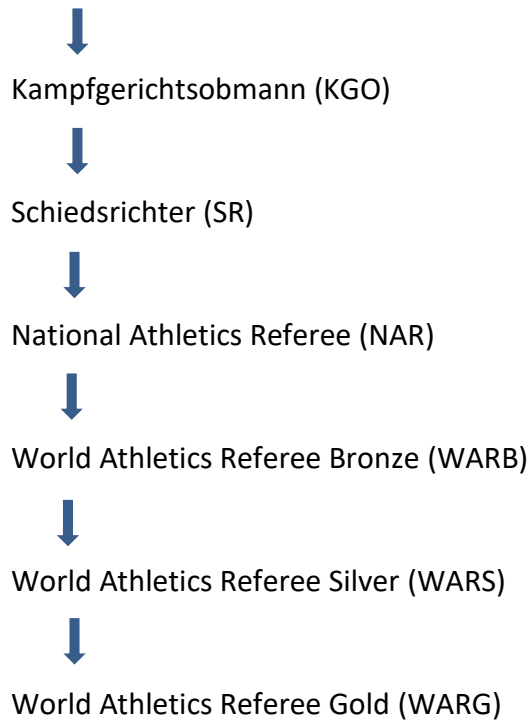 Kampfgerichtsobmann (KGO)
Schiedsrichter (SR)
National Athletics Referee (NAR)
World Athletics Referee Bronze (WARB)
World Athletics Referee Silver (WARS)
World Athletics Referee Gold (WARG)